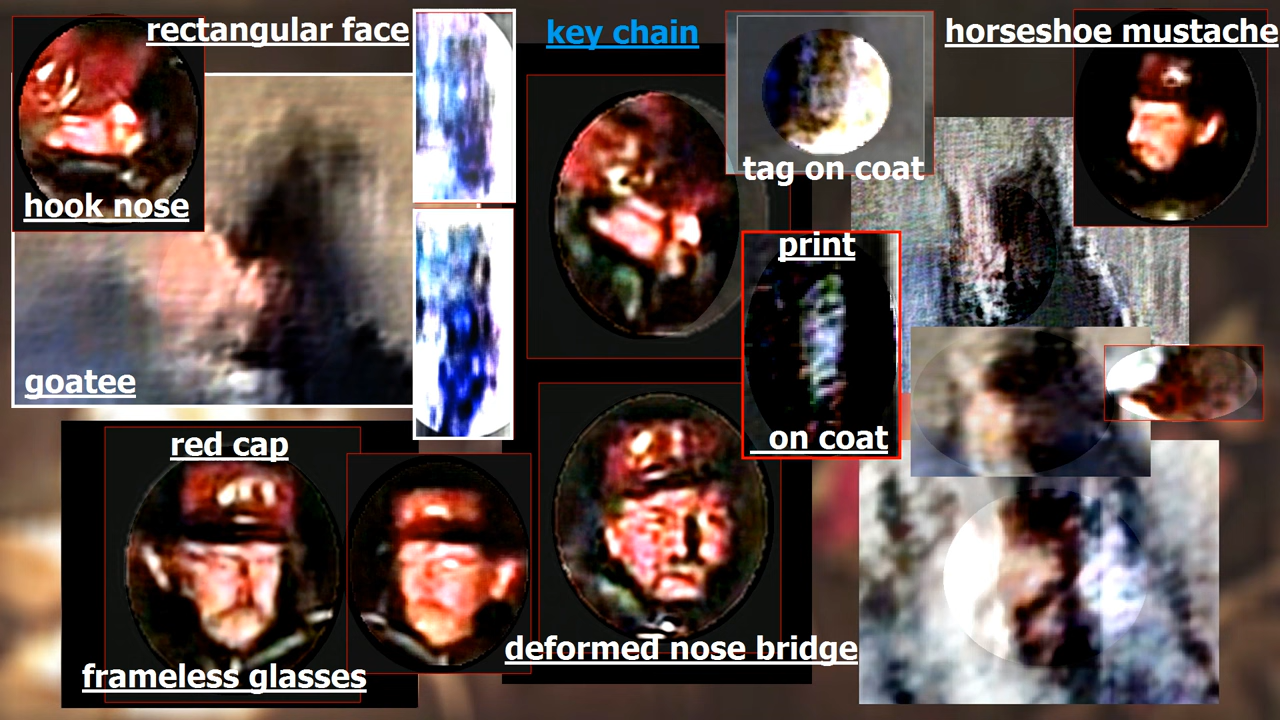 rectangular face
key chain
horseshoe mustache
tag on coat
hook nose
print
on coat
goatee
red cap
deformed nose bridge
frameless glasses